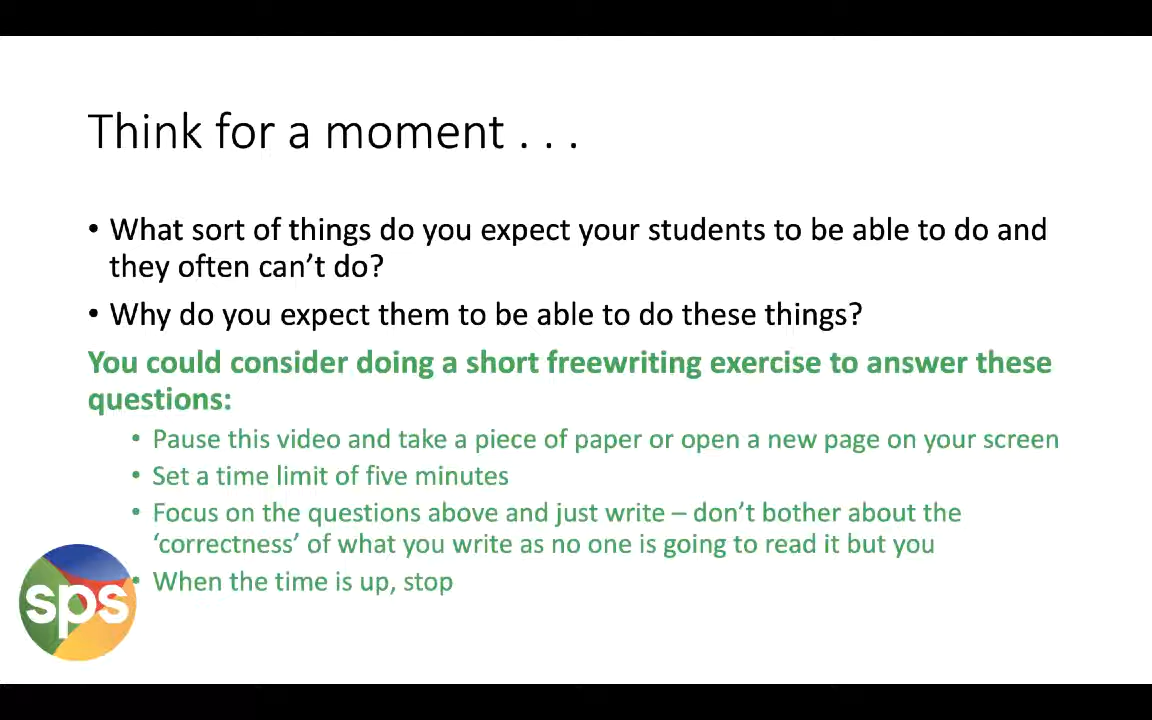 Think for a moment . . .
• What sort of things do you expect your students to be able to do and
they often can’t do?
• Why do you expect them to be able to do these things?
You could consider doing a short freewriting exercise to answer these
questions:
• Pause this video and take a piece of paper or open a new page on your screen
• Set a time limit of five minutes
• Focus on the questions above and just write – don’t bother about the
‘correctness’ of what you write as no one is going to read it but you
• When the time is up, stop
sps